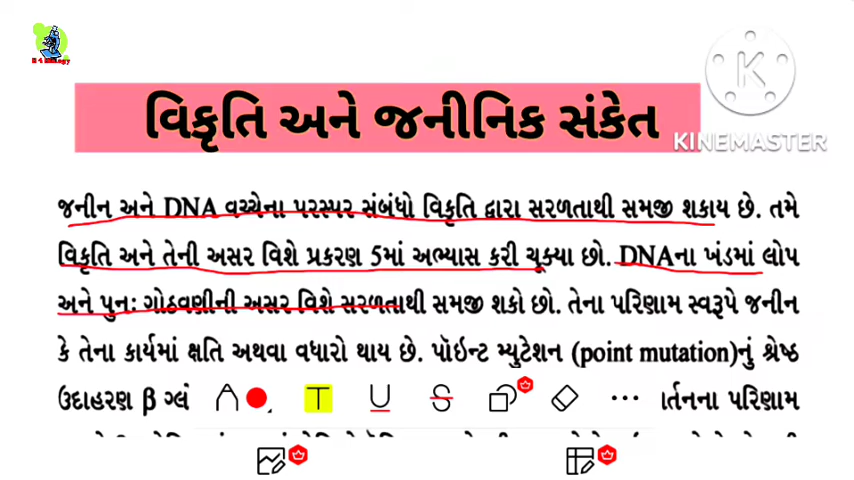 વિકૃતિ અને જનીનિક સંકેત
KINEMASTER
જનીન અને DNA વચ્ચેના પરસ્પર સંબંધો વિકૃતિ દ્વારા સરળતાથી સમજી શકાય છે. તમે
વિકૃતિ અને તેની અસર વિશે પ્રકરણ 5માં અભ્યાસ કરી ચૂક્યા છો. DNAના ખંડમાં લોપ
અને પુનઃ ગોઠવણીની અસર વિશે સરળતાથી સમજી શકો છો. તેના પરિણામ સ્વરૂપે જનીન
કે તેના કાર્યમાં ક્ષતિ અથવા વધારો થાય છે. પૉઇન્ટ મ્યુટેશન (point mutation)નું શ્રેષ્ઠ
ઉદાહરણ β ગ્લો પરિણામ